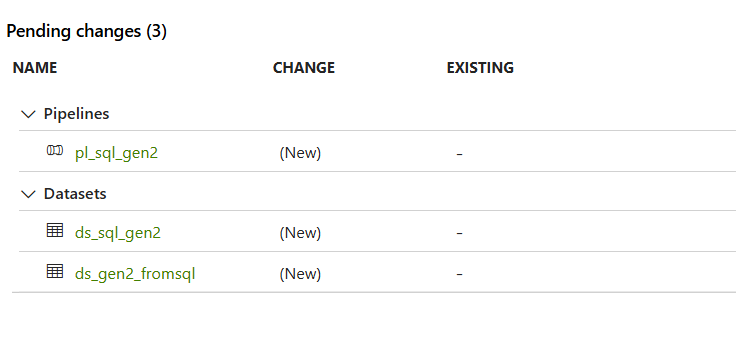 Pending changes (3)
NAME CHANGE EXISTING
Pipelines
pl_sql_gen2 (New) -
Datasets
ds_sql_gen2 (New) -
ds_gen2_fromsql (New) -